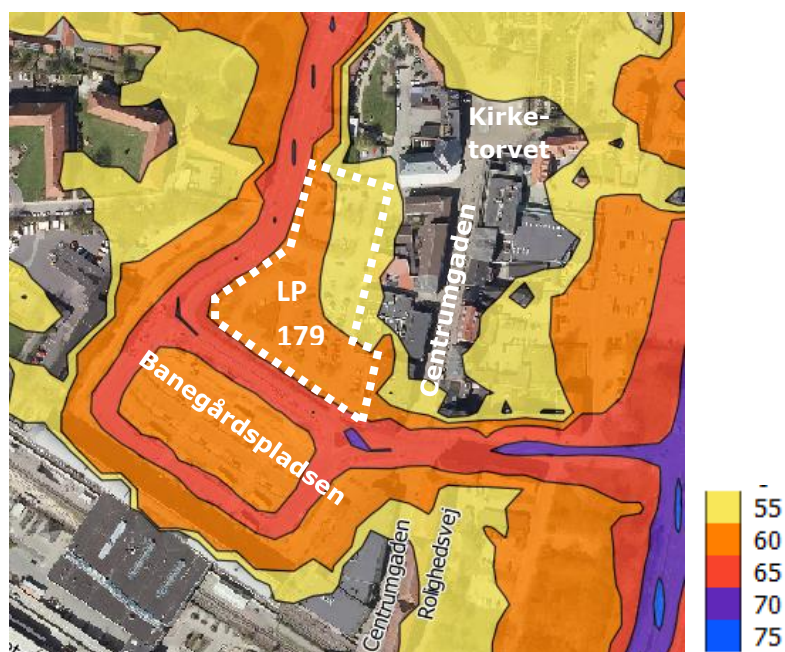 Kirke-
torvet
Centrumgaden
LP
179
Banegårdspladsen
Centrumgaden
Rolighedsvej
55
60
65
70
75